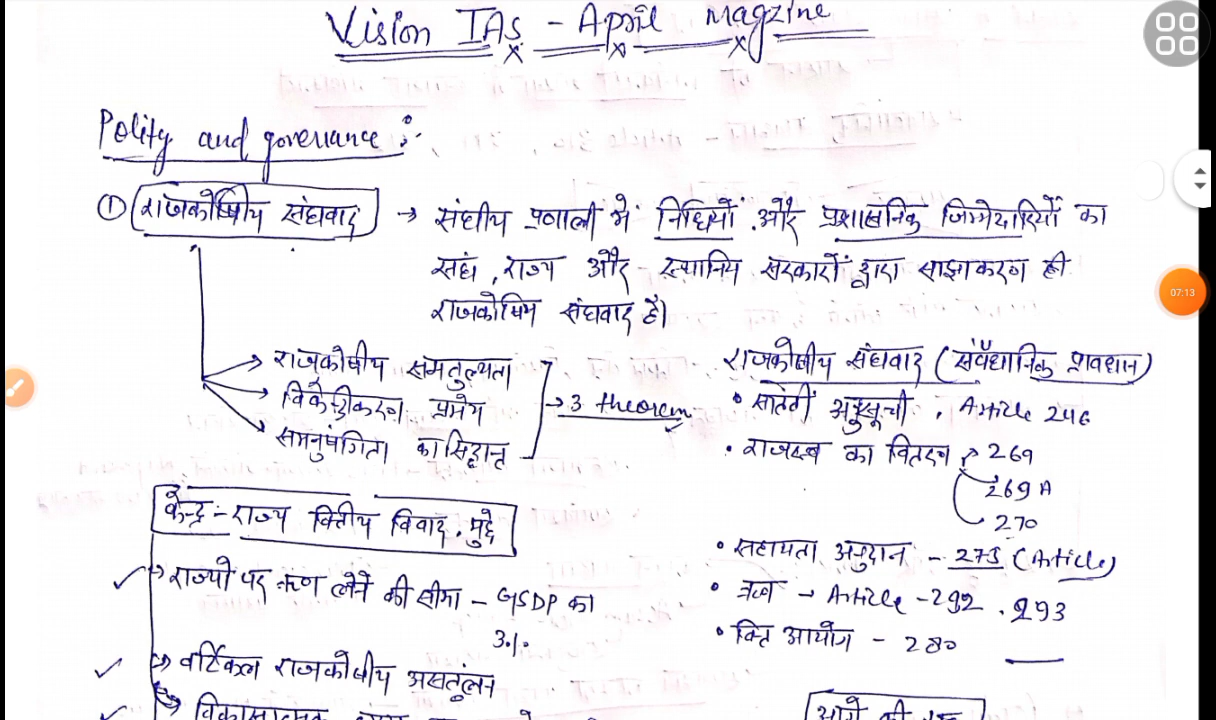 Vision IAs - April magzine
Polity and goverance :-
① राजकोषीय संघवाद → संघीय प्रणाली में निधियों और प्रशासनिक जिम्मेदारियों का
संघ, राज्य और स्थानिय सरकारों द्वारा साझाकरण ही
राजकोषिय संघवाद है।
→ राजकोषीय समतुल्यता
→ विकेंद्रीकरण प्रमेय
→ समनुषंगिता का सिद्धान्त
→ 3 theorem
राजकोषीय संघवाद (संवैधानिक प्रावधान)
• सातवीं अनुसूची, Article 246
• राजस्व का वितरण → 269
269 A
270
• सहायता अनुदान - 275 (Article)
• ऋण → Article - 292, 293
• वित्त आयोग - 280
केन्द्र - राज्य वित्तीय विवाद, मुद्दे
→ राज्यों पर ऋण लेने की सीमा - GSDP का
3%
→ वर्टिकल राजकोषीय असंतुलन
07:13